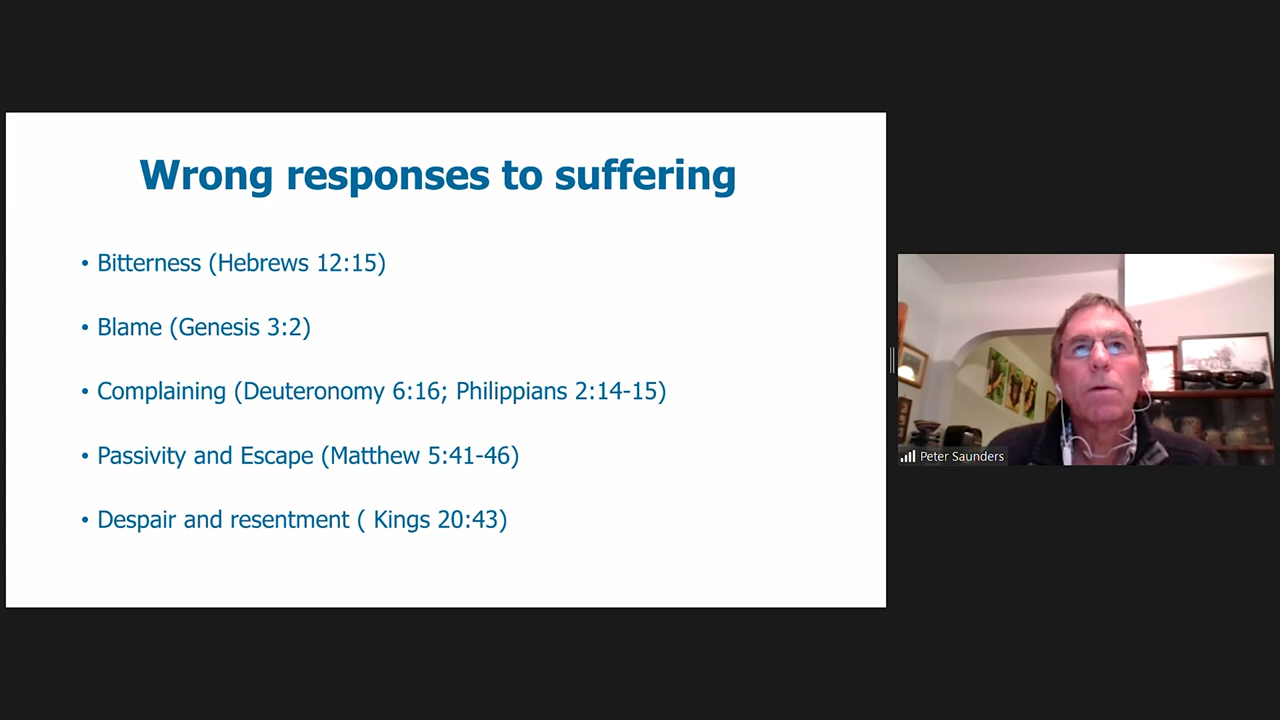 Wrong responses to suffering
• Bitterness (Hebrews 12:15)
• Blame (Genesis 3:2)
• Complaining (Deuteronomy 6:16; Philippians 2:14-15)
• Passivity and Escape (Matthew 5:41-46)
• Despair and resentment ( Kings 20:43)
Peter Saunders